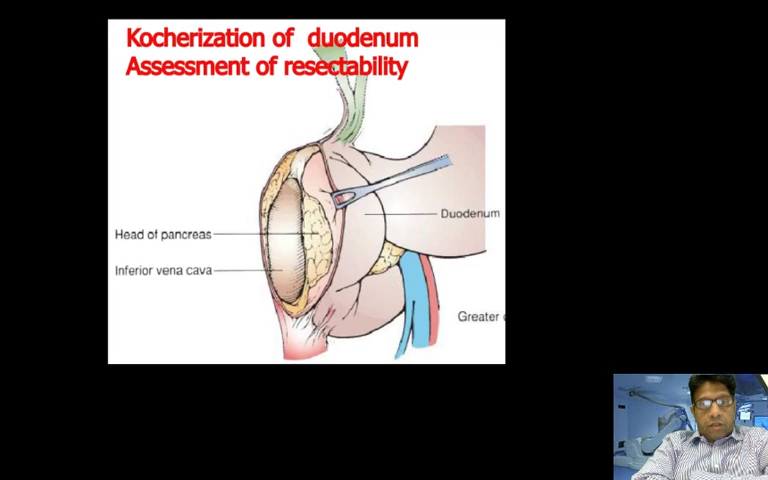 Kocherization of duodenum
Assessment of resectability
Duodenum
Head of pancreas
Inferior vena cava
Greater